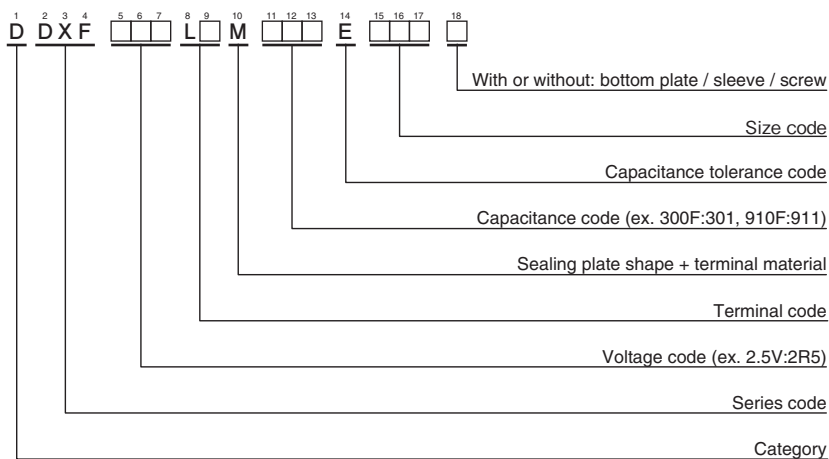 1 2 3 4 5 6 7 8 9 10 11 12 13 14 15 16 17 18
D DXF □□□ L□ M □□□ E □□□ □
With or without: bottom plate / sleeve / screw
Size code
Capacitance tolerance code
Capacitance code (ex. 300F:301, 910F:911)
Sealing plate shape + terminal material
Terminal code
Voltage code (ex. 2.5V:2R5)
Series code
Category